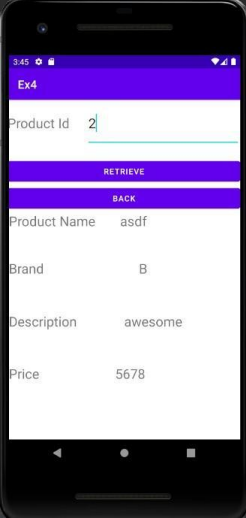 3:45
Ex4
Product Id 2
RETRIEVE
BACK
Product Name asdf
Brand B
Description awesome
Price 5678